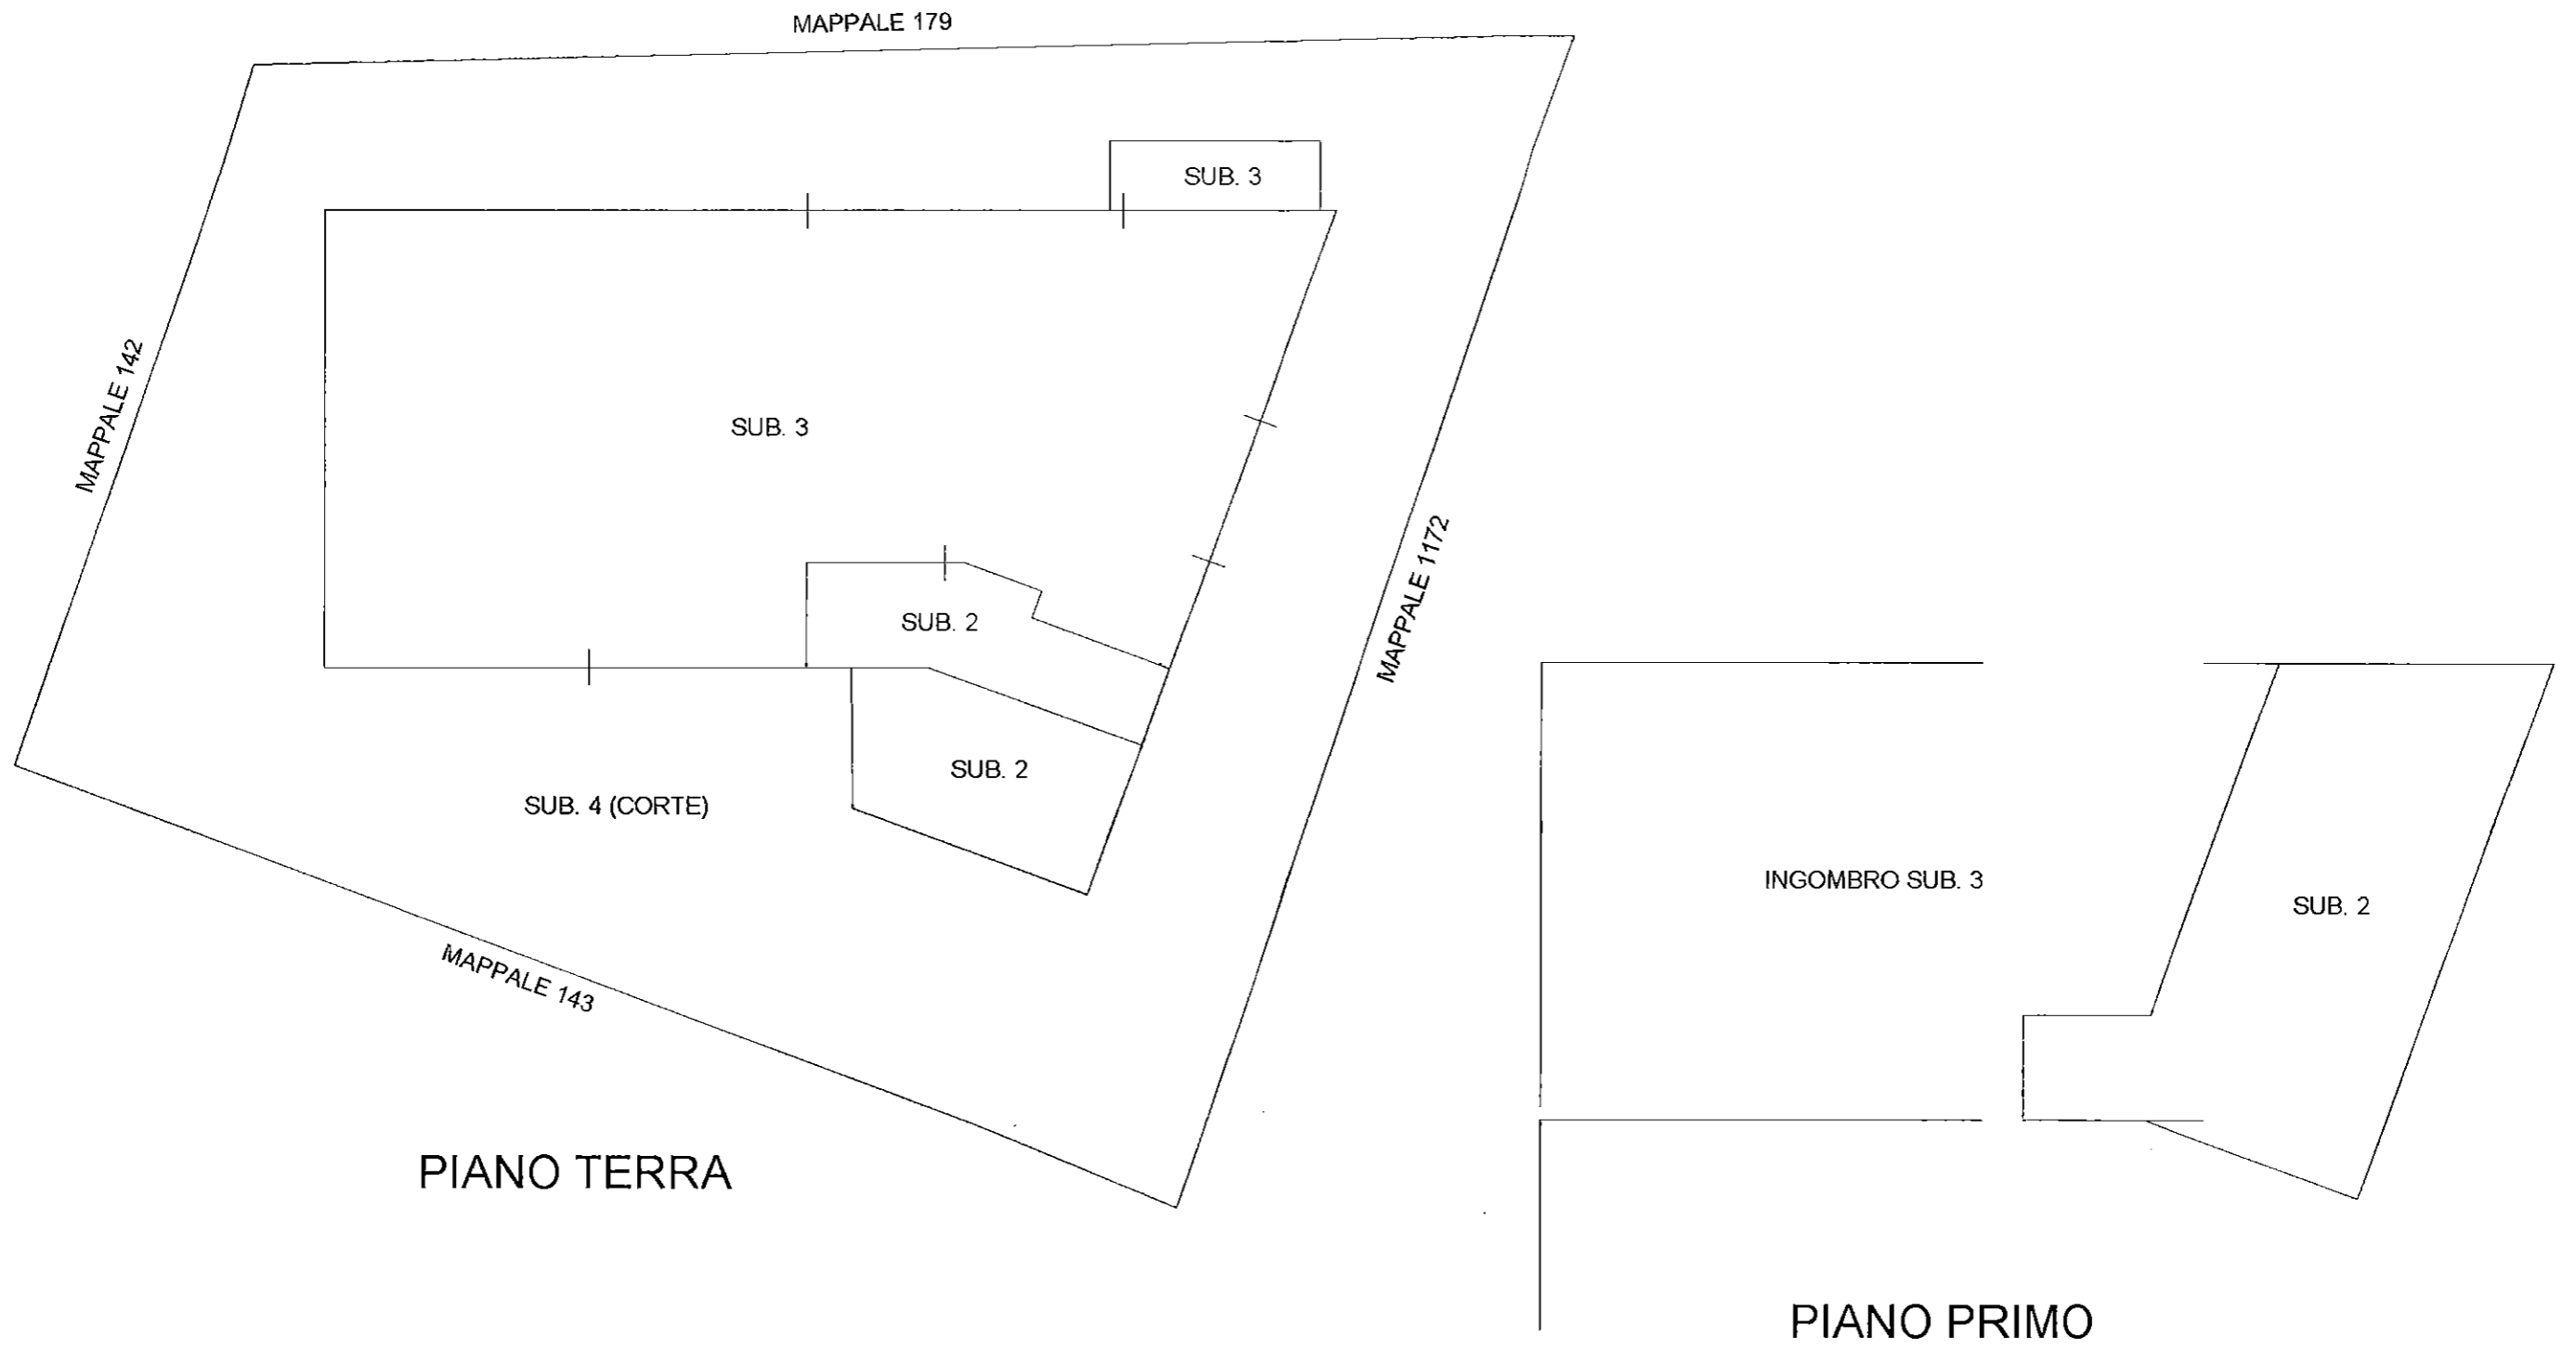 MAPPALE 179
SUB. 3
MAPPALE 142
SUB. 3
MAPPALE 1172
SUB. 2
SUB. 2
SUB. 4 (CORTE)
MAPPALE 143
PIANO TERRA
INGOMBRO SUB. 3
SUB. 2
PIANO PRIMO